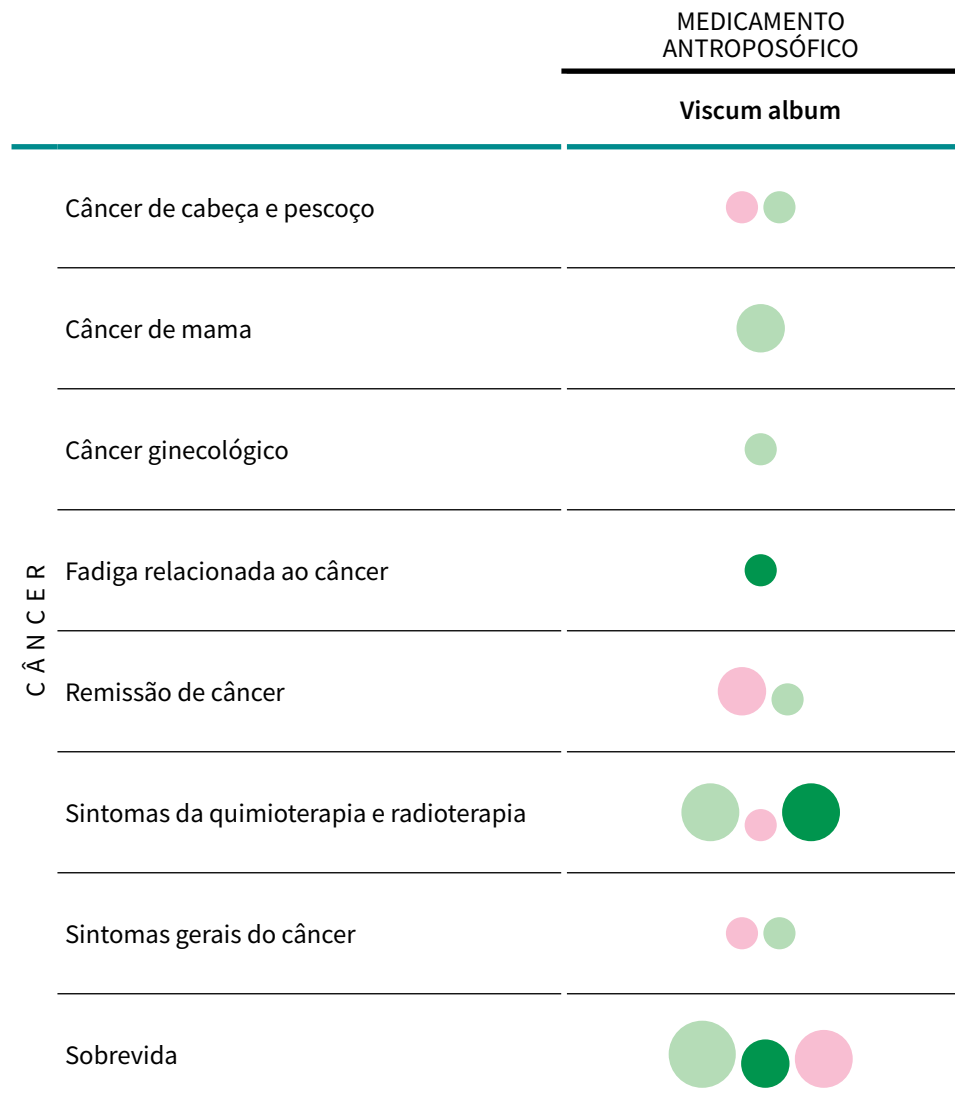 MEDICAMENTO
ANTROPOSÓFICO
Viscum album
CÂNCER
Câncer de cabeça e pescoço
Câncer de mama
Câncer ginecológico
Fadiga relacionada ao câncer
Remissão de câncer
Sintomas da quimioterapia e radioterapia
Sintomas gerais do câncer
Sobrevida